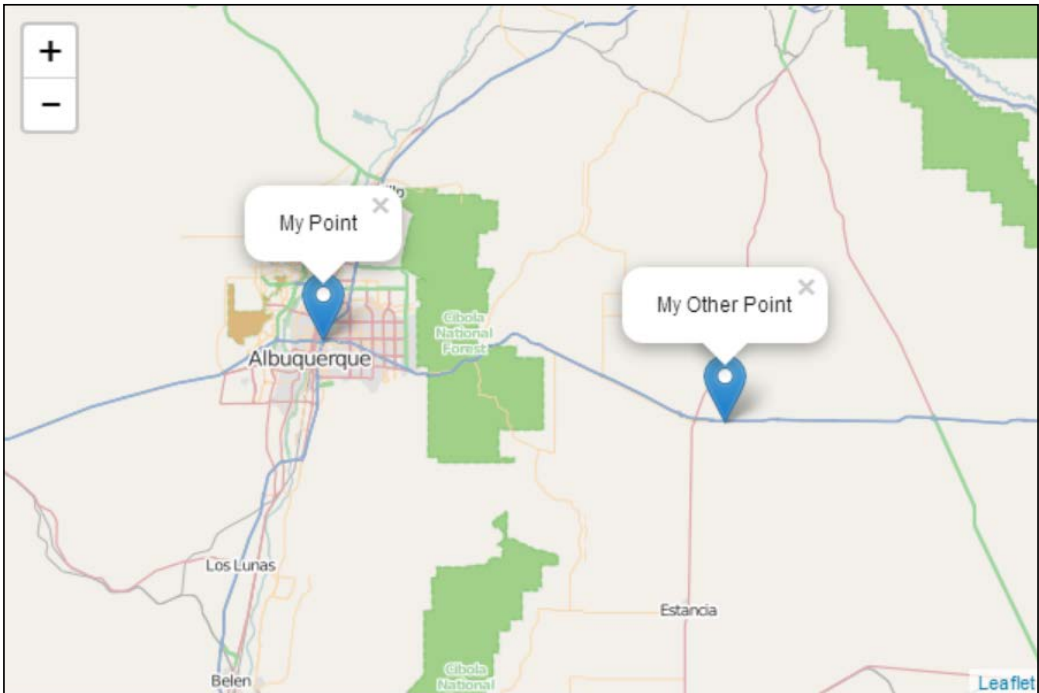 +
−
My Point
×
My Other Point
×
Cibola
National
Forest
Albuquerque
Los Lunas
Estancia
Belen
Cibola
National
Leaflet